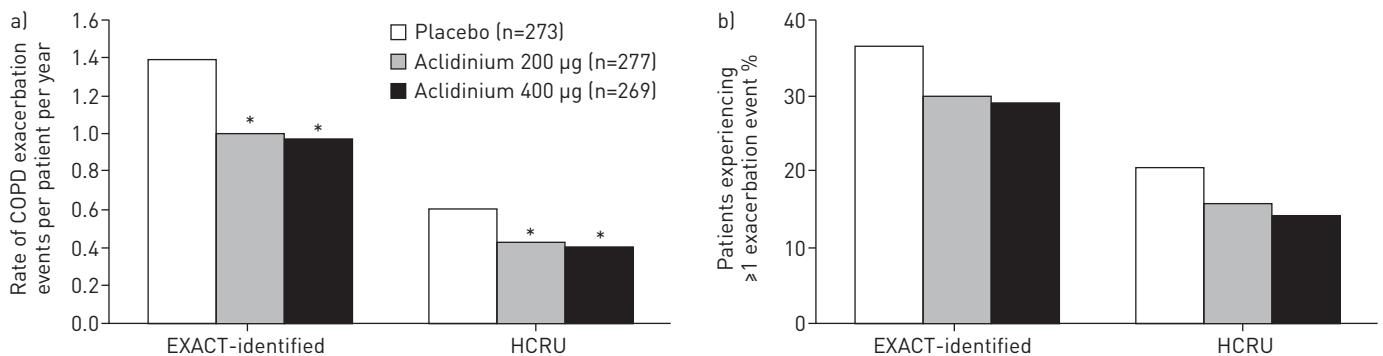 a)
Rate of COPD exacerbation
events per patient per year
1.6
1.4
1.2
1.0
0.8
0.6
0.4
0.2
0.0
Placebo (n=273)
Aclidinium 200 µg (n=277)
Aclidinium 400 µg (n=269)
*
*
*
*
EXACT-identified
HCRU
b)
Patients experiencing
⩾1 exacerbation event %
40
30
20
10
0
EXACT-identified
HCRU